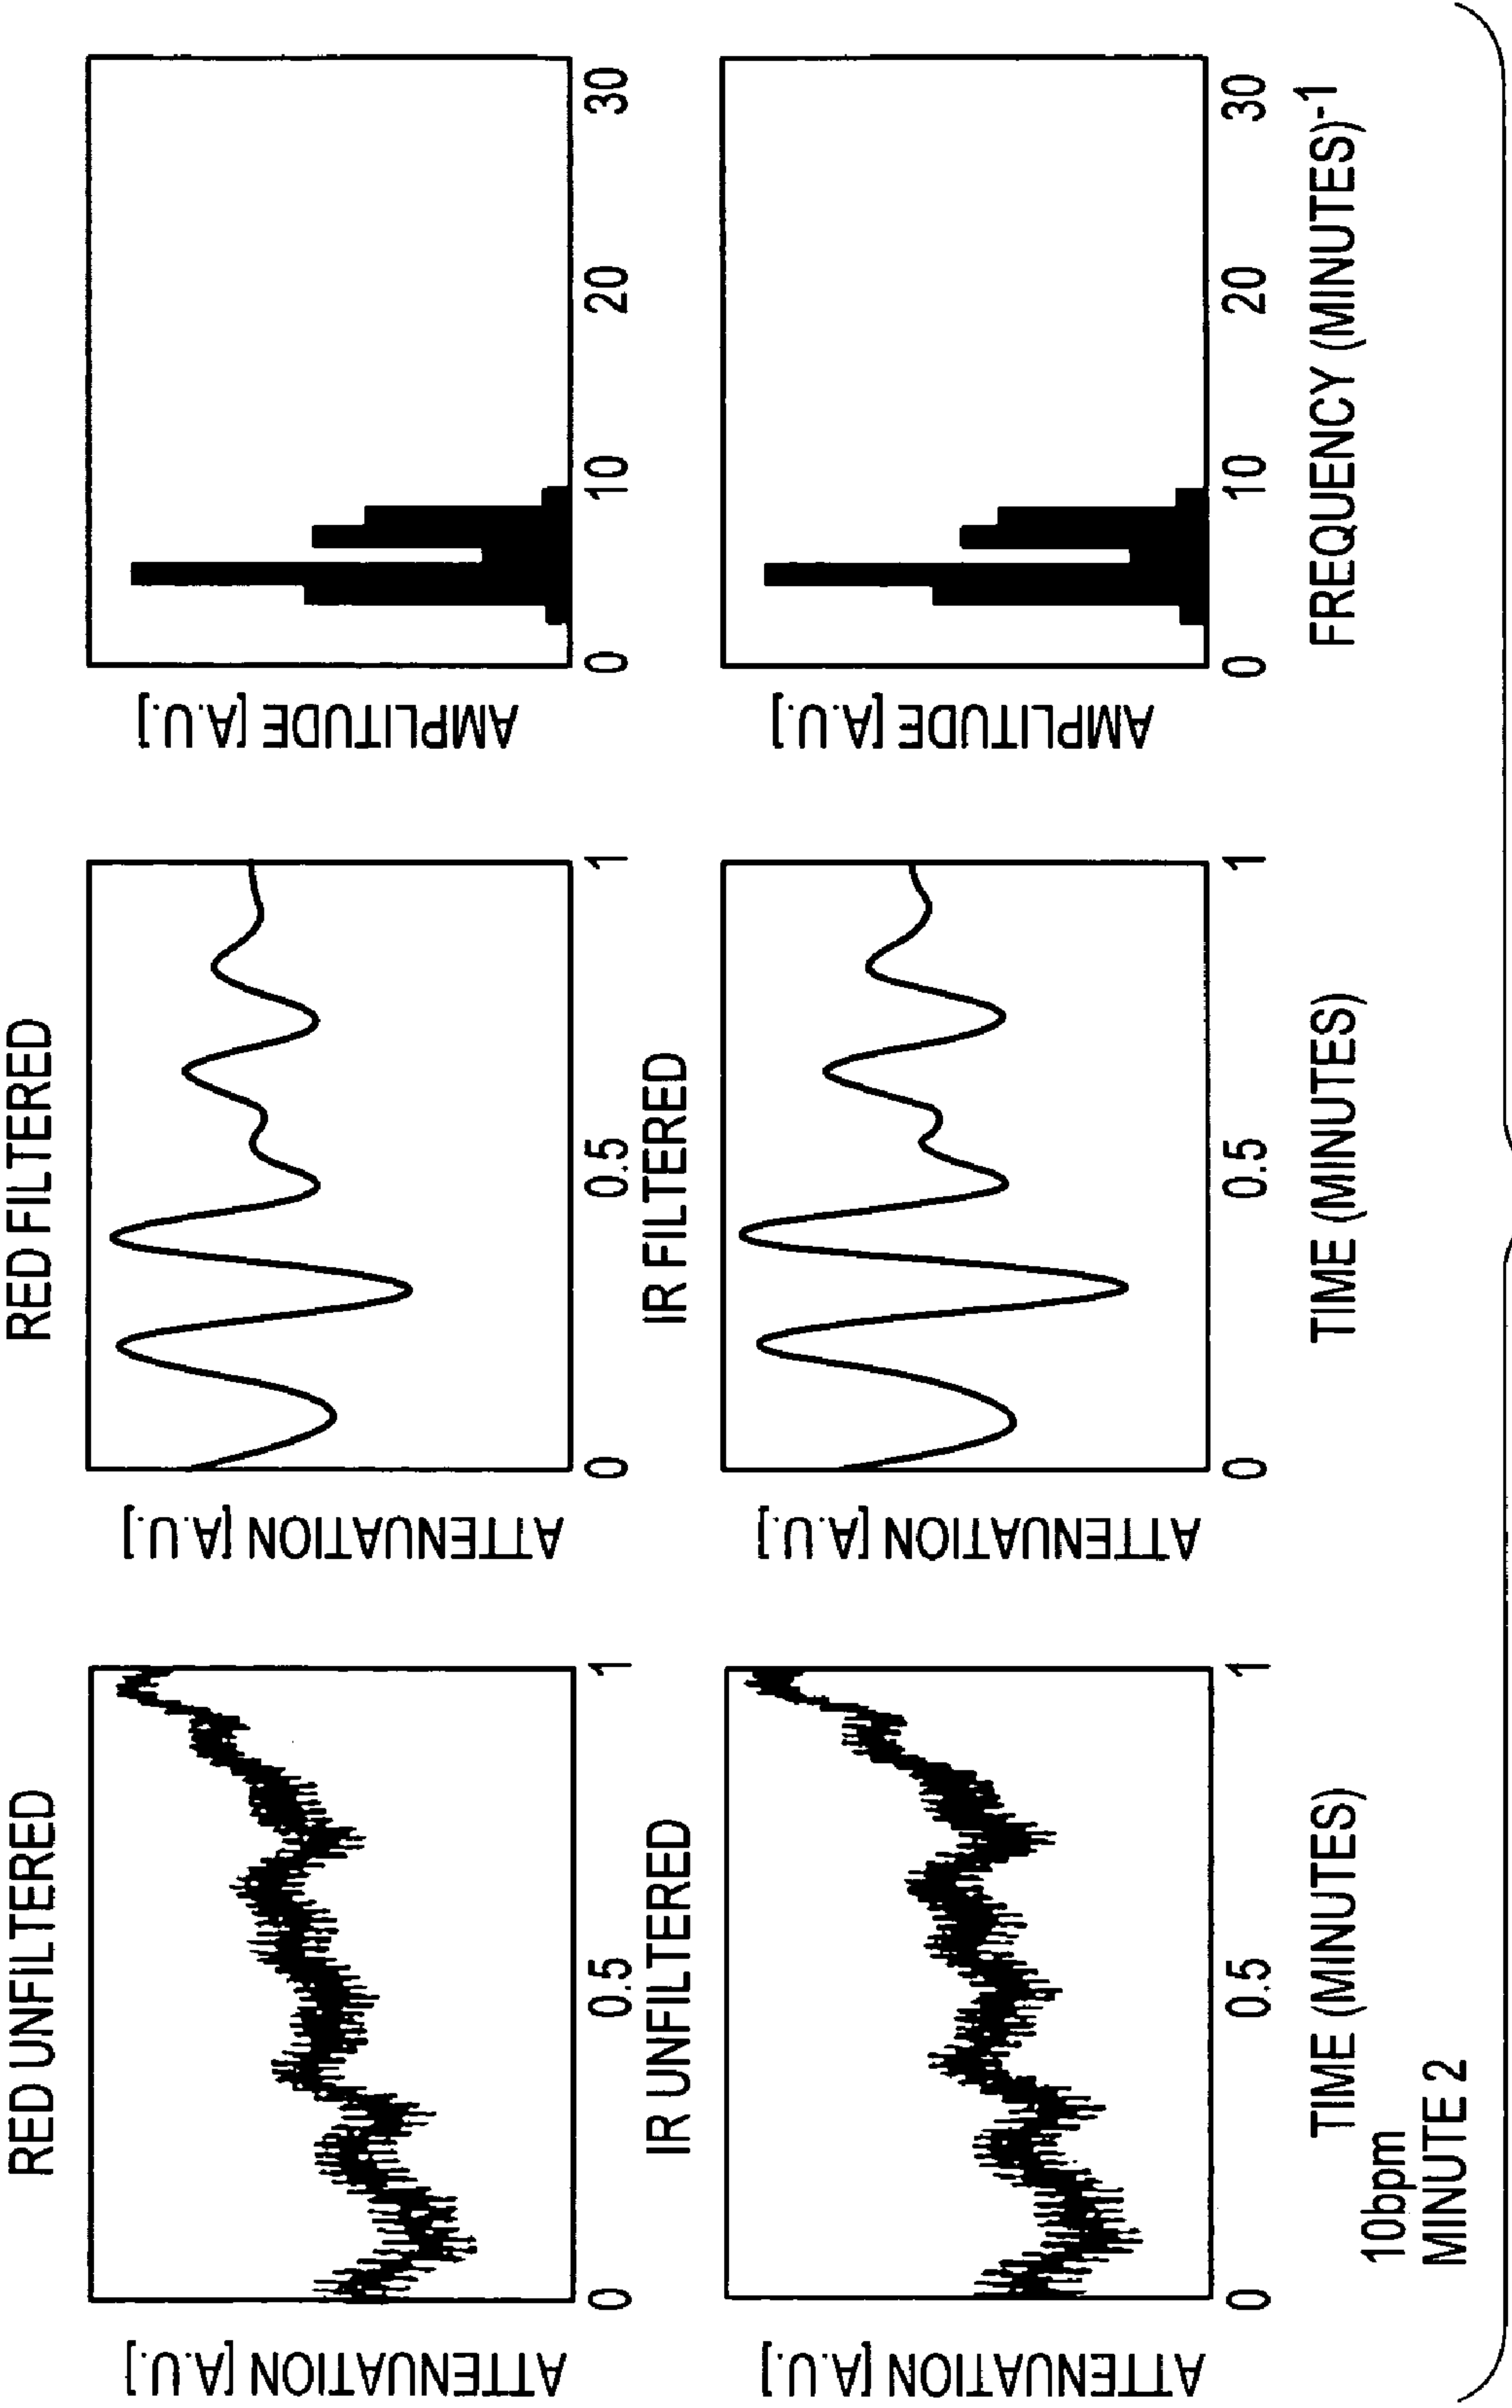 RED UNFILTERED
RED FILTERED
ATTENUATION [A.U.]
ATTENUATION [A.U.]
AMPLITUDE [A.U.]
0 0.5 1
0 0.5 1
0 10 20 30
IR UNFILTERED
IR FILTERED
ATTENUATION [A.U.]
ATTENUATION [A.U.]
AMPLITUDE [A.U.]
0 0.5 1
0 0.5 1
0 10 20 30
TIME (MINUTES)
TIME (MINUTES)
FREQUENCY (MINUTES)-1
10bpm
MINUTE 2